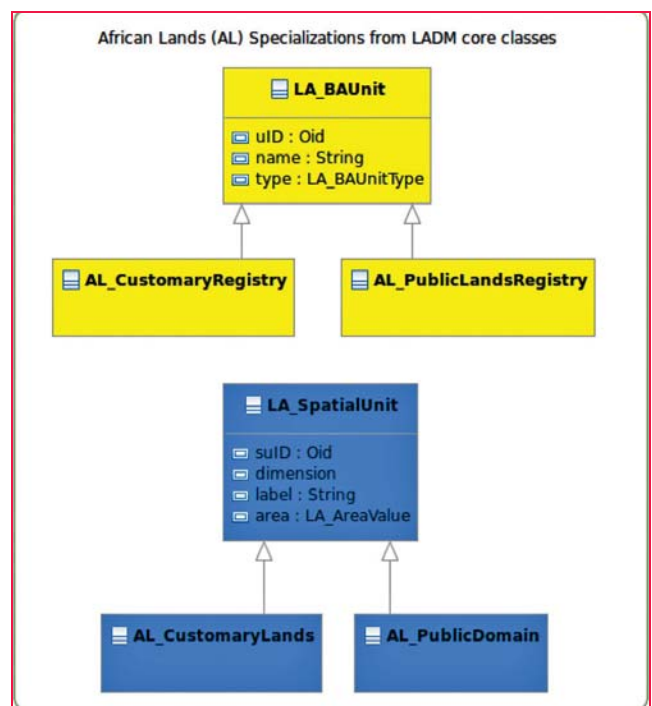 African Lands (AL) Specializations from LADM core classes
LA_BAUnit
uID : Oid
name : String
type : LA_BAUnitType
AL_CustomaryRegistry
AL_PublicLandsRegistry
LA_SpatialUnit
suID : Oid
dimension
label : String
area : LA_AreaValue
AL_CustomaryLands
AL_PublicDomain